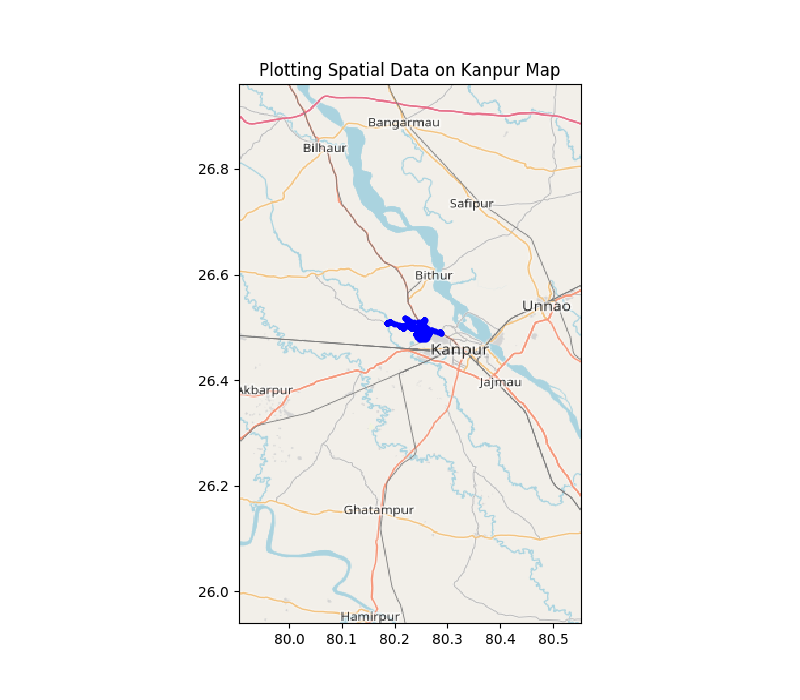 Plotting Spatial Data on Kanpur Map
Bangarmau
Bilhaur
26.8
Safipur
Bithur
26.6
Unnao
Kanpur
26.4
Jajmau
Akbarpur
26.2
Ghatampur
26.0
Hamirpur
80.0 80.1 80.2 80.3 80.4 80.5